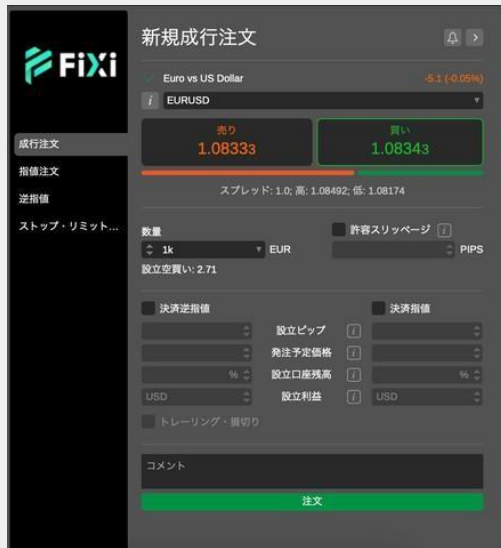 FiXi
成行注文
指値注文
逆指値
ストップ・リミット...
新規成行注文
Euro vs US Dollar -5.1 (-0.05%)
i EURUSD
売り 買い
1.08333 1.08343
スプレッド: 1.0; 高: 1.08492; 低: 1.08174
数量 許容スリッページ i
1k EUR PIPS
設立空買い: 2.71
決済逆指値 決済指値
設立ピップ i
発注予定価格 i
% 設立口座残高 i %
USD 設立利益 i USD
トレーリング・損切り
コメント
注文